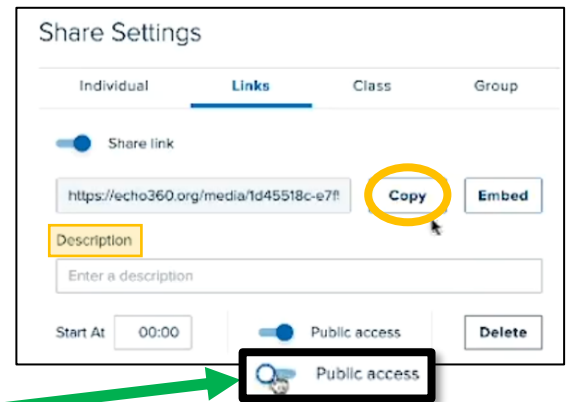 Share Settings
Individual Links Class Group
Share link
https://echo360.org/media/1d45518c-e7f! Copy Embed
Description
Enter a description
Start At 00:00 Public access Delete
Public access